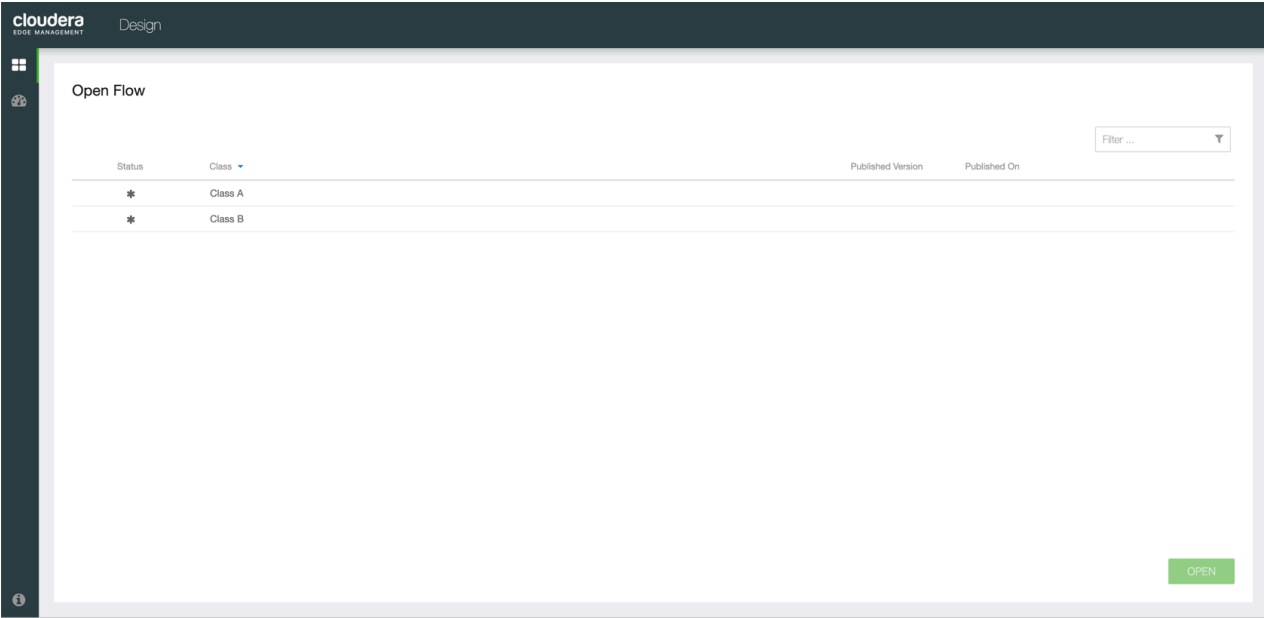 cloudera
EDGE MANAGEMENT
Design
Open Flow
Filter ...
Status Class Published Version Published On
* Class A
* Class B
OPEN